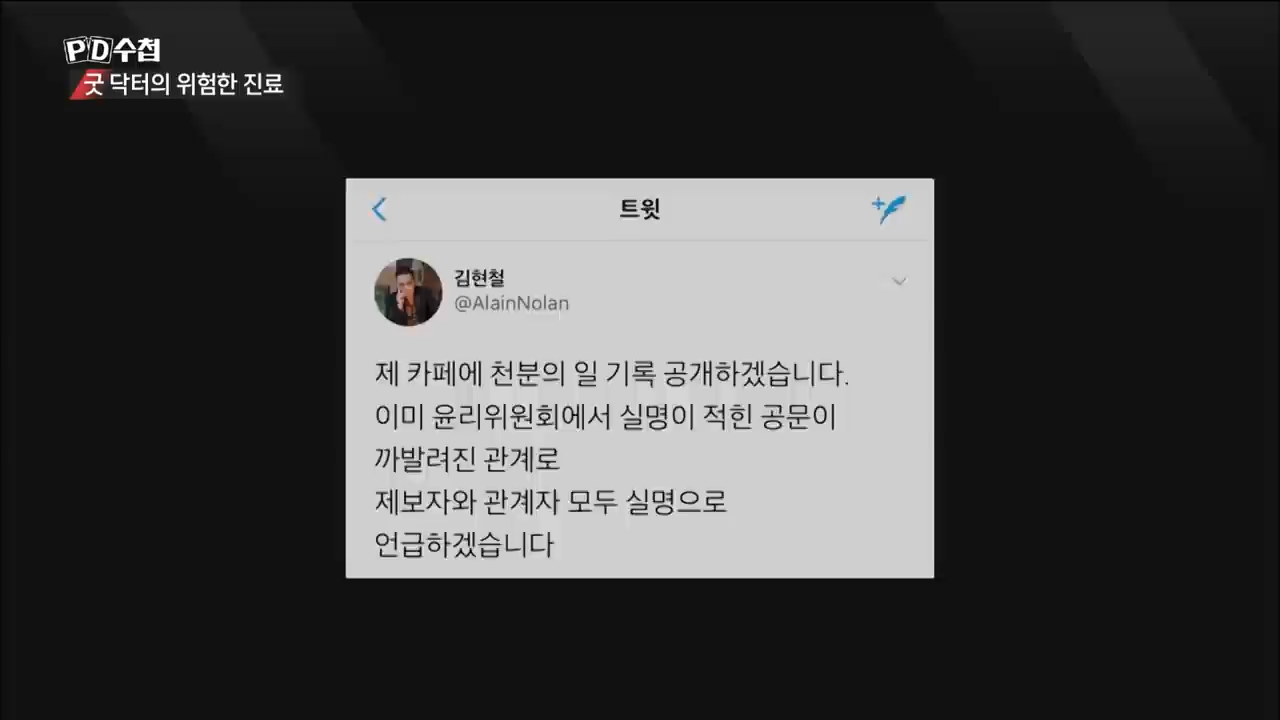 PD수첩
굿 닥터의 위험한 진료
트윗
김현철
@AlainNolan
제 카페에 천분의 일 기록 공개하겠습니다.
이미 윤리위원회에서 실명이 적힌 공문이
까발려진 관계로
제보자와 관계자 모두 실명으로
언급하겠습니다